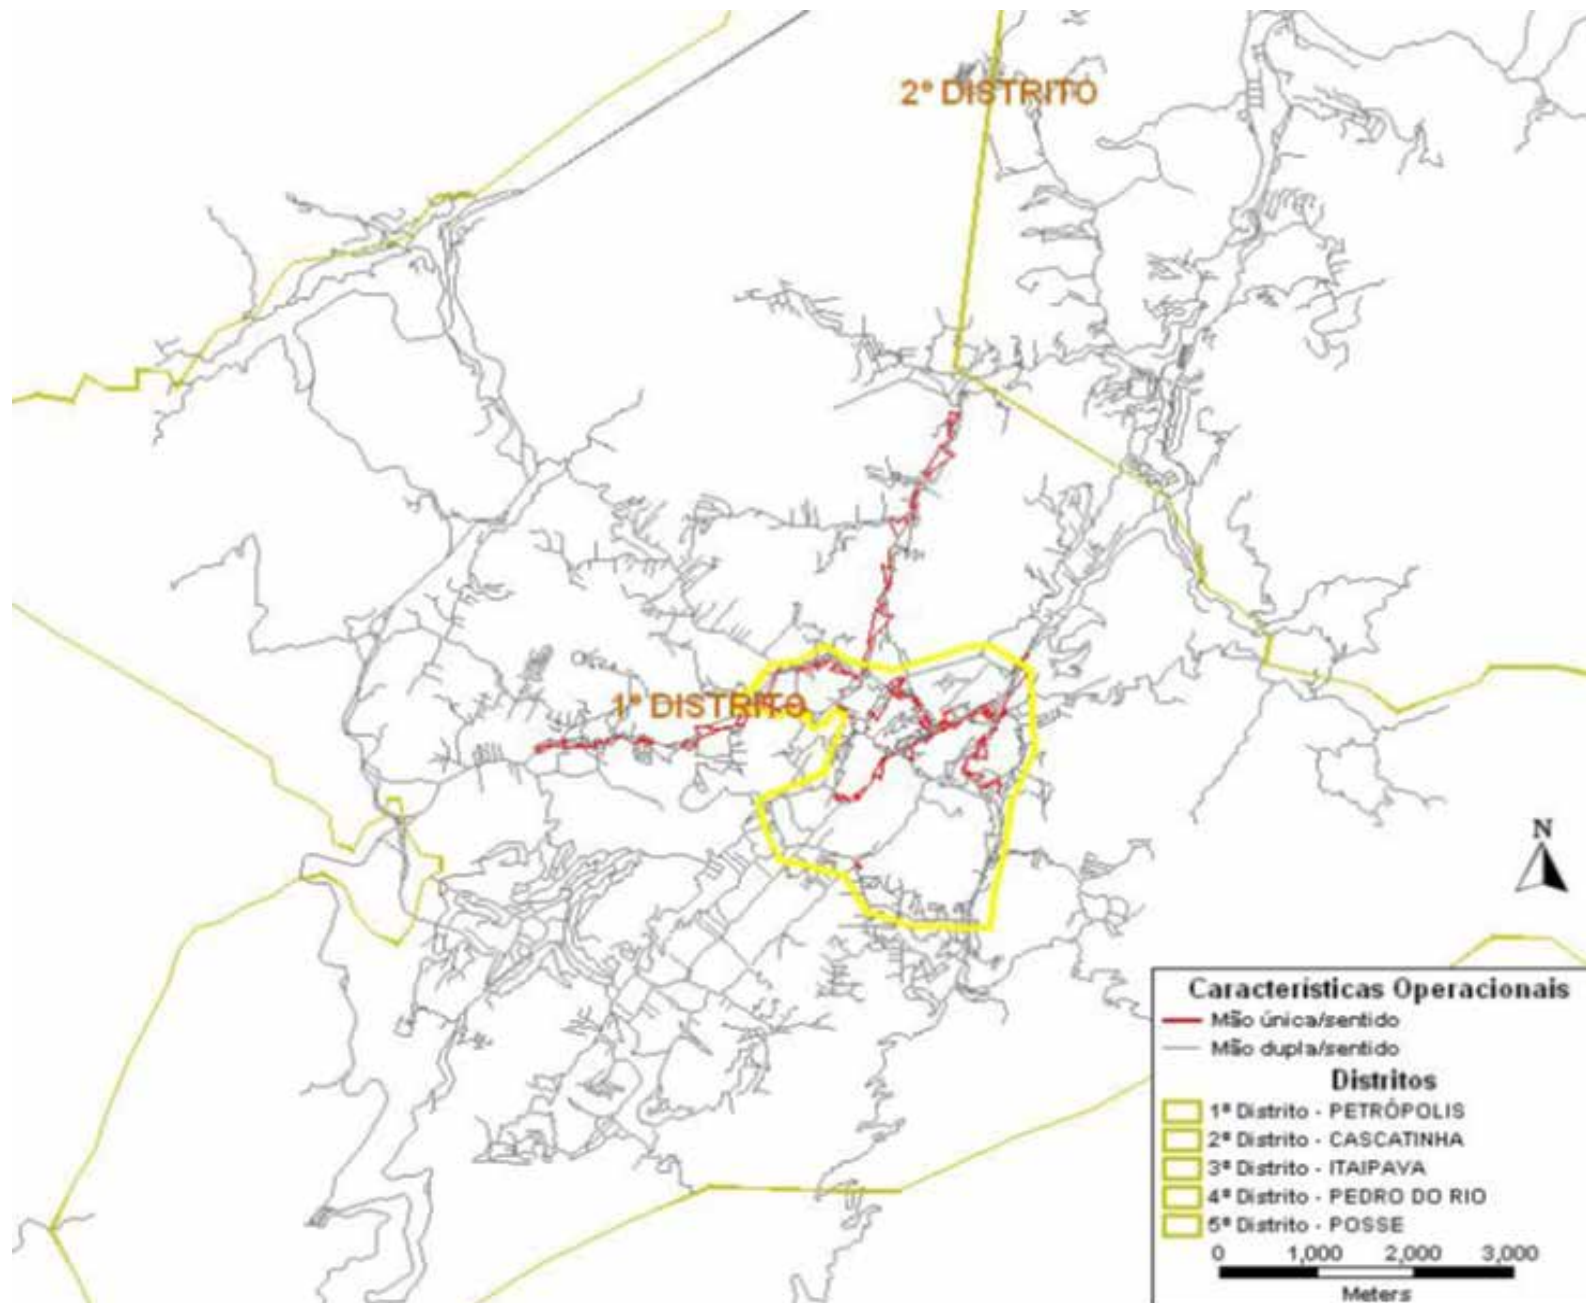 2º DISTRITO
1º DISTRITO
N
Características Operacionais
Mão única/sentido
Mão dupla/sentido
Distritos
1º Distrito - PETRÓPOLIS
2º Distrito - CASCATINHA
3º Distrito - ITAIPAVA
4º Distrito - PEDRO DO RIO
5º Distrito - POSSE
0 1,000 2,000 3,000
Meters